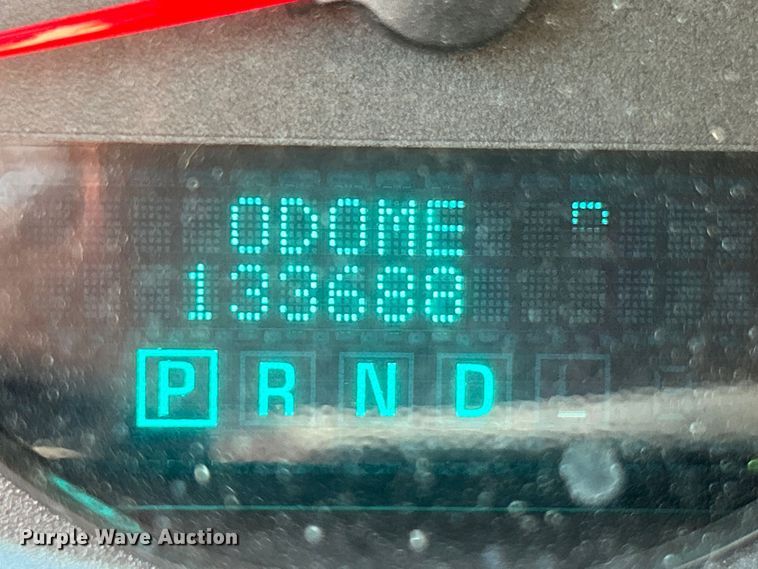 ODOME
133688
P R N D
Purple Wave Auction